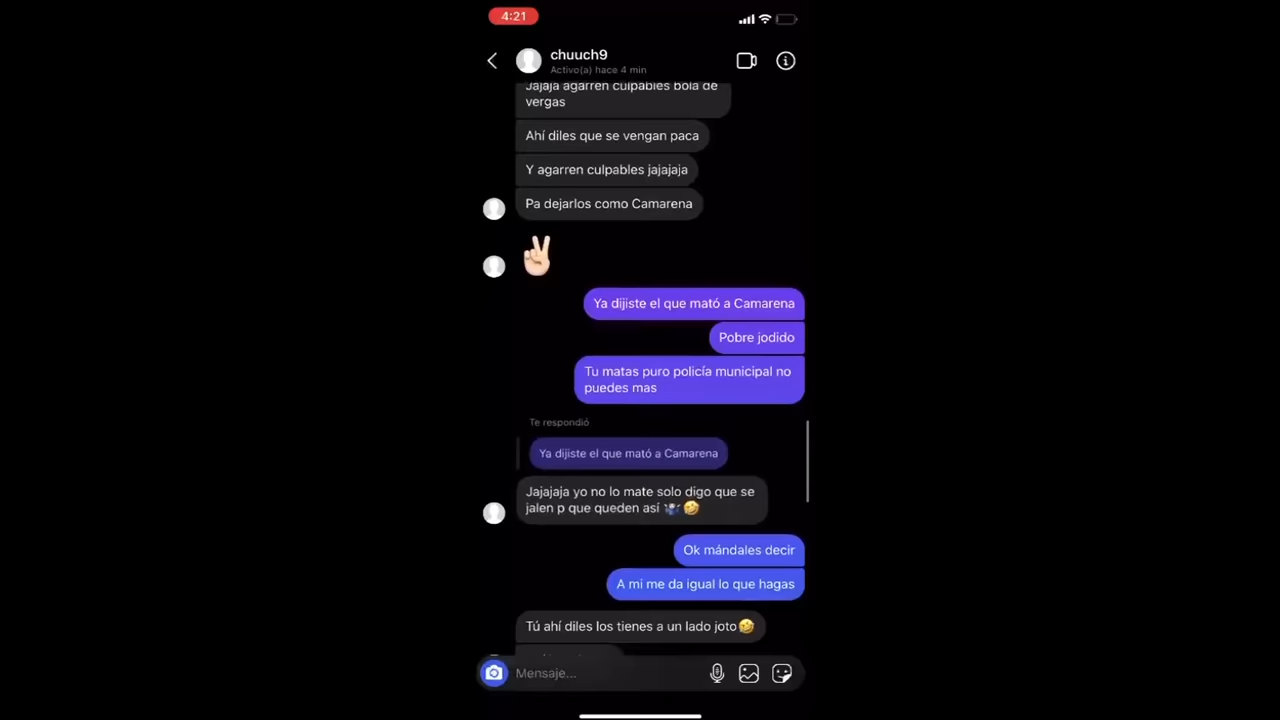 4:21
chuuch9
Activo(a) hace 4 min
Jajaja agarren culpables bola de
vergas
Ahí diles que se vengan paca
Y agarren culpables jajajaja
Pa dejarlos como Camarena
Ya dijiste el que mató a Camarena
Pobre jodido
Tu matas puro policía municipal no
puedes mas
Te respondió
Ya dijiste el que mató a Camarena
Jajajaja yo no lo mate solo digo que se
jalen p que queden así 🤷🏻‍♂️🤣
Ok mándales decir
A mi me da igual lo que hagas
Tú ahí diles los tienes a un lado joto🤣
Mensaje...